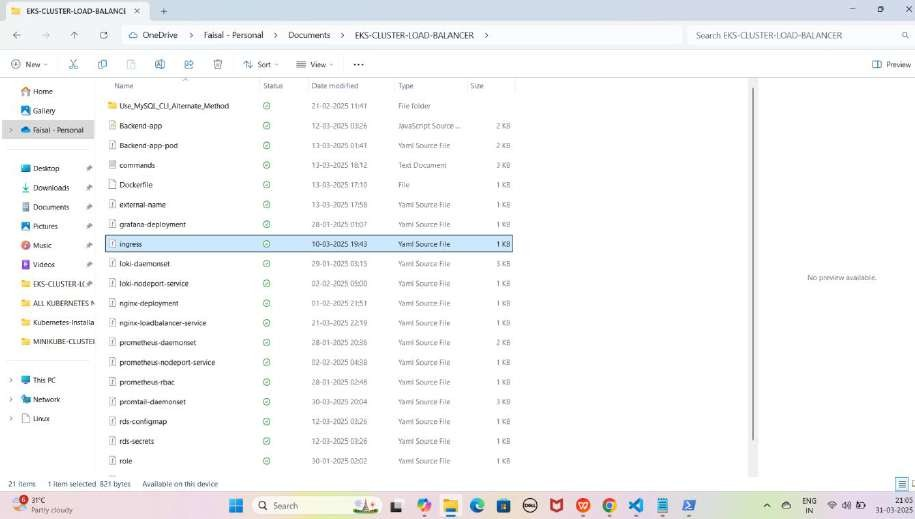 EKS-CLUSTER-LOAD-BALANCE
OneDrive > Faisal - Personal > Documents > EKS-CLUSTER-LOAD-BALANCER >
Search EKS-CLUSTER-LOAD-BALANCER
New Sort View ... Preview
Name Status Date modified Type Size
Home
Gallery
Faisal - Personal
Desktop
Downloads
Documents
Pictures
Music
Videos
EKS-CLUSTER-LO
ALL KUBERNETES N
Kubernetes-Installa
MINIKUBE-CLUSTER
This PC
Network
Linux
Use_MySQL_CLI_Alternate_Method 21-02-2025 11:41 File folder
Backend-app 12-03-2025 03:26 JavaScript Source ... 2 KB
Backend-app-pod 13-03-2025 01:41 Yaml Source File 2 KB
commands 13-03-2025 18:12 Text Document 3 KB
Dockerfile 13-03-2025 17:10 File 1 KB
external-name 13-03-2025 17:58 Yaml Source File 1 KB
grafana-deployment 28-01-2025 01:07 Yaml Source File 1 KB
ingress 10-03-2025 19:43 Yaml Source File 1 KB
loki-daemonset 29-01-2025 03:15 Yaml Source File 3 KB
loki-nodeport-service 02-02-2025 05:00 Yaml Source File 1 KB
nginx-deployment 01-02-2025 21:51 Yaml Source File 1 KB
nginx-loadbalancer-service 21-03-2025 22:19 Yaml Source File 1 KB
prometheus-daemonset 28-01-2025 20:36 Yaml Source File 2 KB
prometheus-nodeport-service 02-02-2025 04:38 Yaml Source File 1 KB
prometheus-rbac 28-01-2025 02:48 Yaml Source File 1 KB
promtail-daemonset 30-03-2025 20:04 Yaml Source File 3 KB
rds-configmap 12-03-2025 03:26 Yaml Source File 1 KB
rds-secrets 12-03-2025 03:26 Yaml Source File 1 KB
role 30-01-2025 02:02 Yaml Source File 1 KB
No preview available.
21 items 1 item selected 821 bytes Available on this device
6
31°C
Partly cloudy
Search
DELL
ENG
IN
21:05
31-03-2025